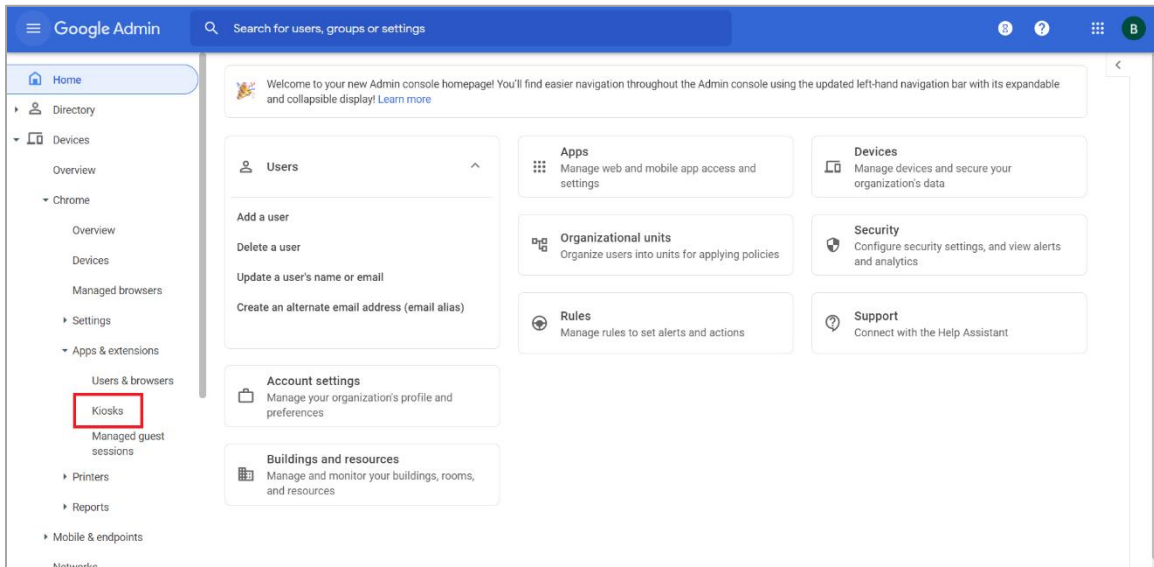 Google Admin
Search for users, groups or settings
8
?
B
Home
Directory
Devices
Overview
Chrome
Overview
Devices
Managed browsers
Settings
Apps & extensions
Users & browsers
Kiosks
Managed guest
sessions
Printers
Reports
Mobile & endpoints
Networks
Welcome to your new Admin console homepage! You'll find easier navigation throughout the Admin console using the updated left-hand navigation bar with its expandable
and collapsible display! Learn more
Users
Add a user
Delete a user
Update a user's name or email
Create an alternate email address (email alias)
Account settings
Manage your organization's profile and
preferences
Buildings and resources
Manage and monitor your buildings, rooms,
and resources
Apps
Manage web and mobile app access and
settings
Organizational units
Organize users into units for applying policies
Rules
Manage rules to set alerts and actions
Devices
Manage devices and secure your
organization's data
Security
Configure security settings, and view alerts
and analytics
Support
Connect with the Help Assistant